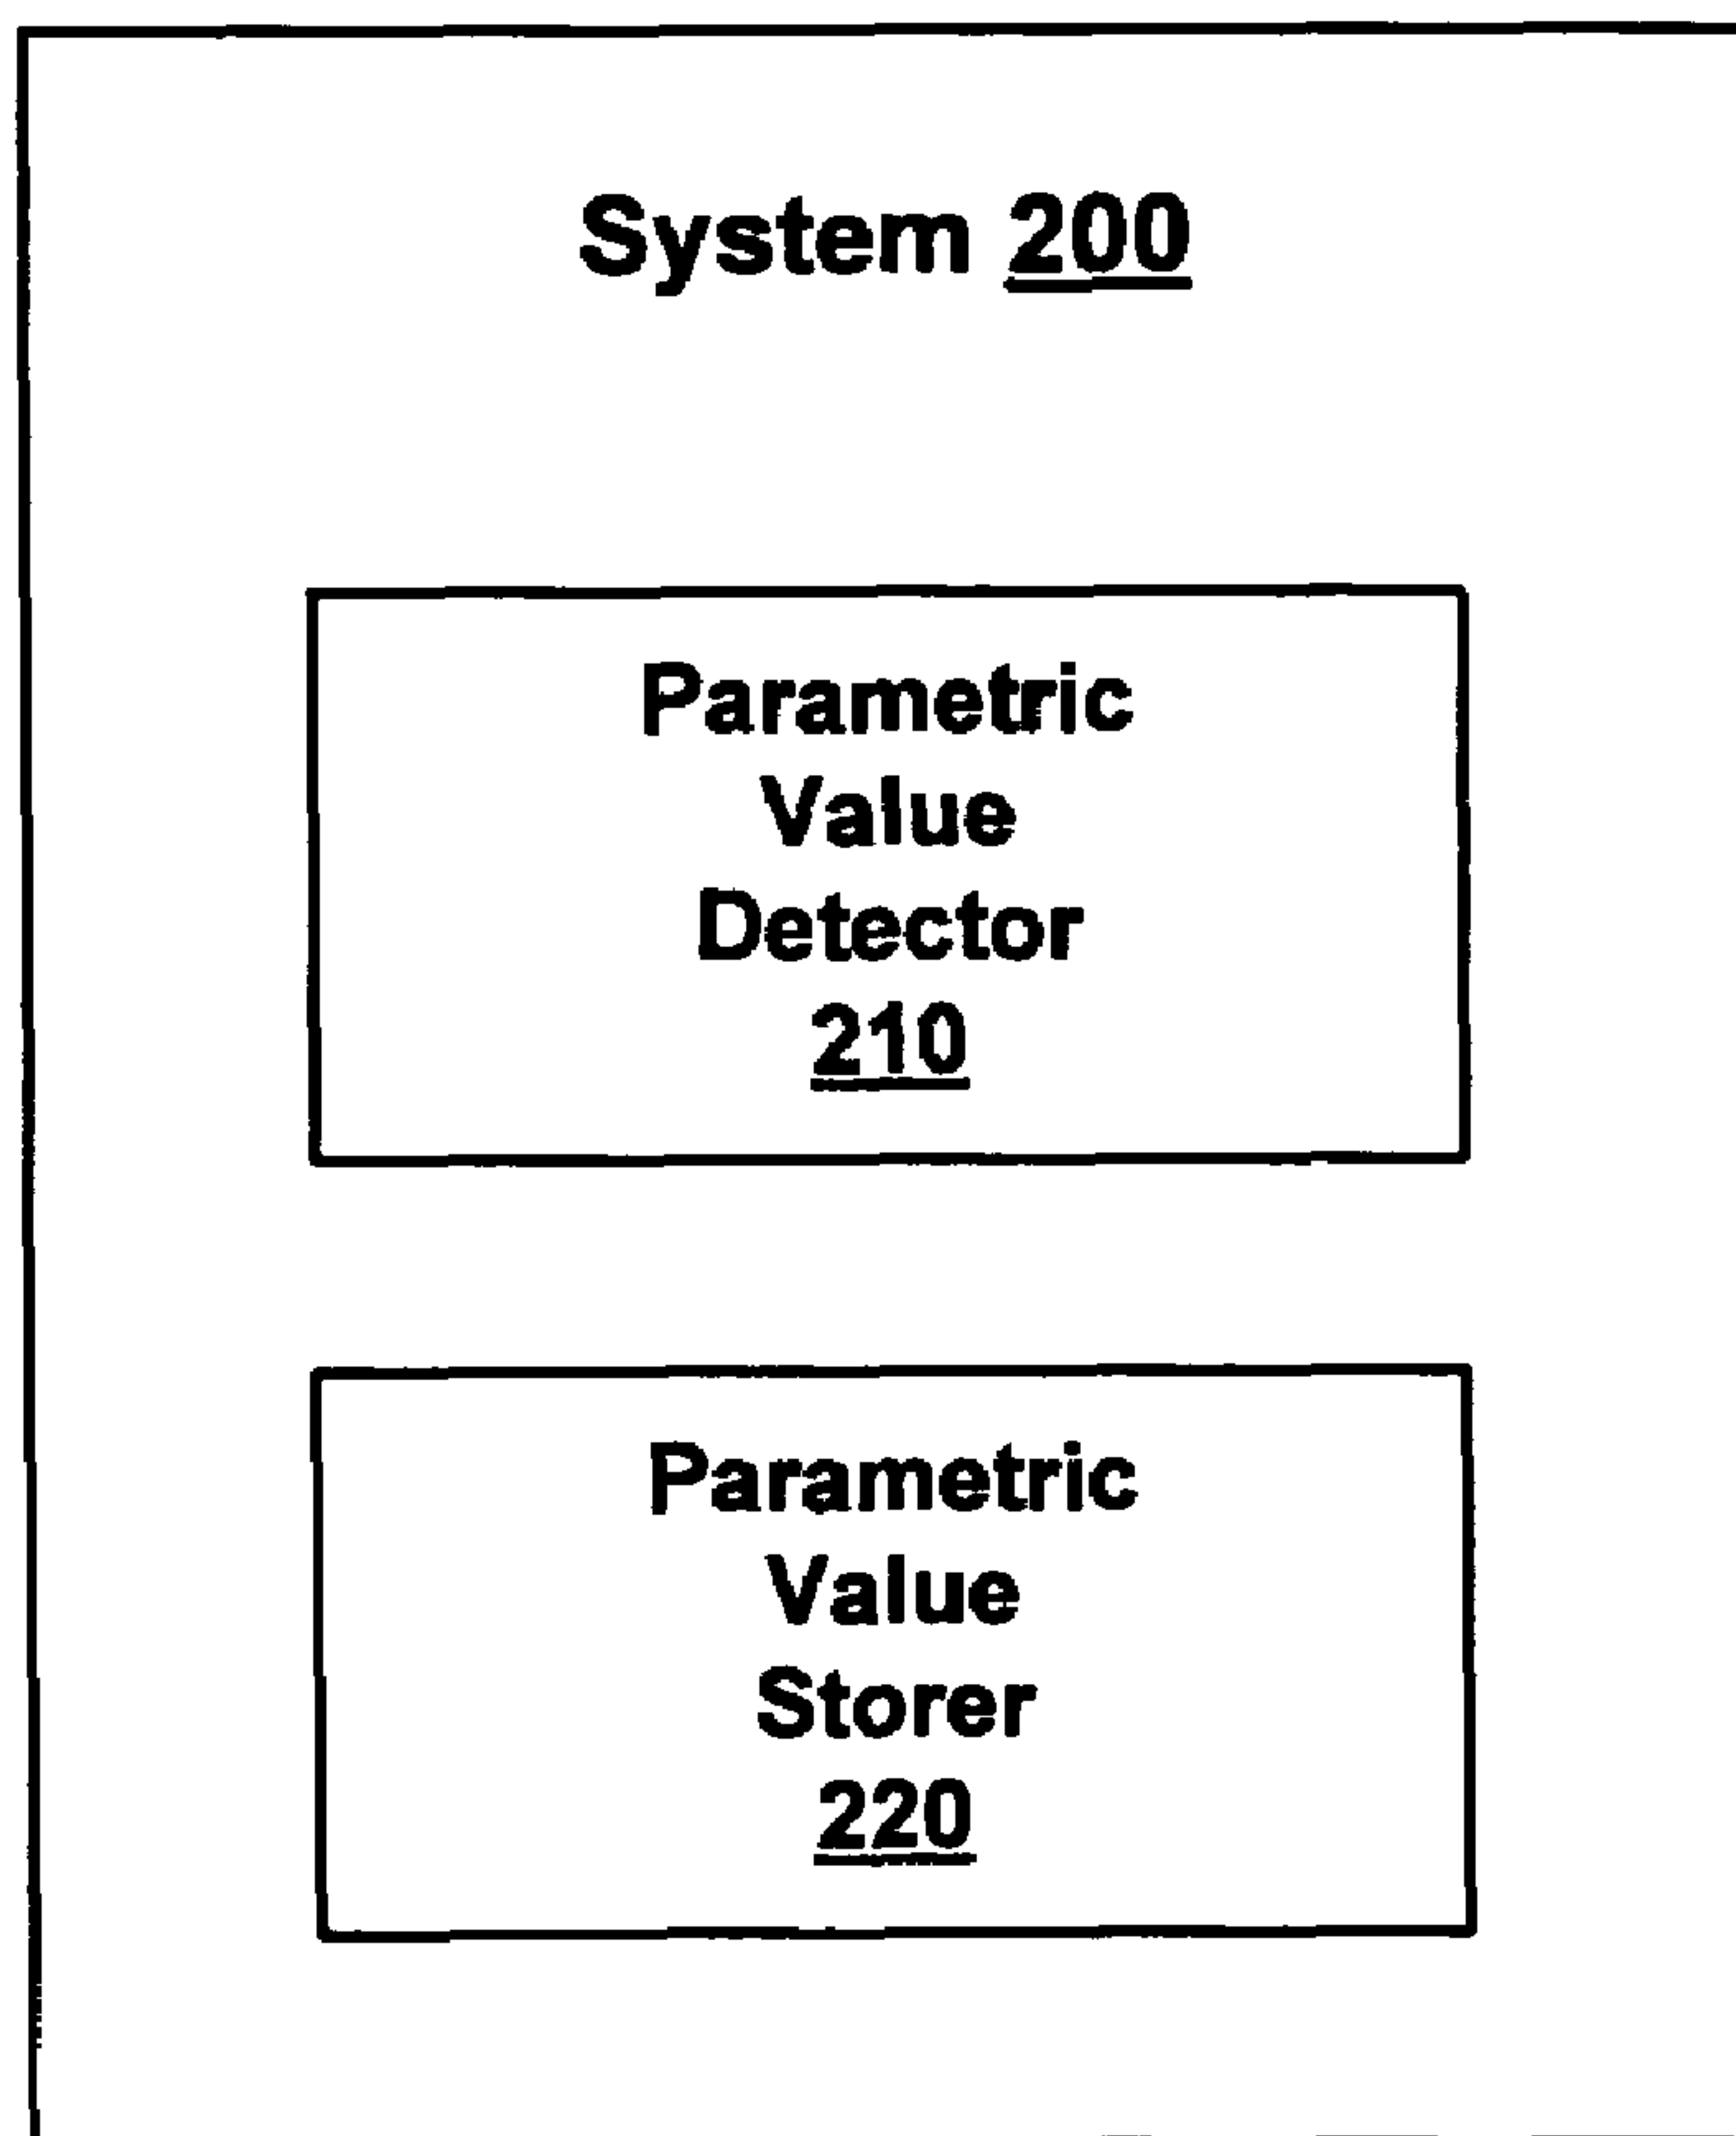 System 200
Parametric
Value
Detector
210
Parametric
Value
Storer
220